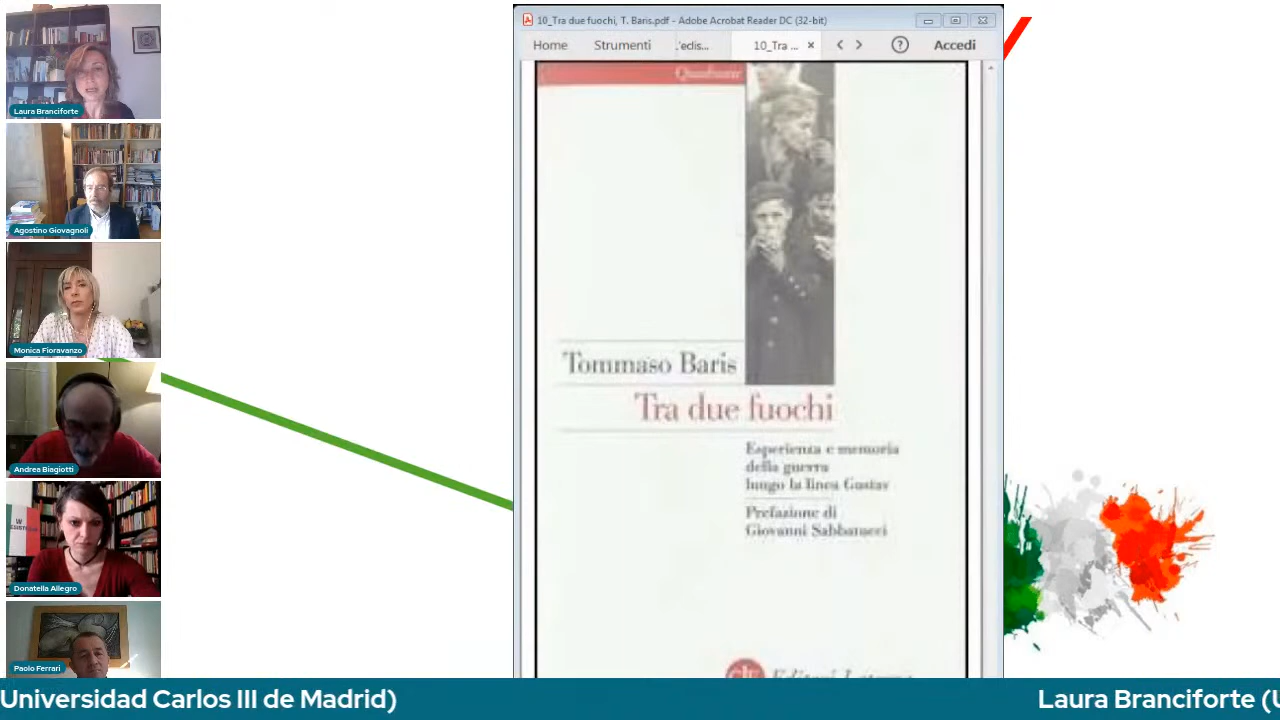 Laura Branciforte
Agostino Giovagnoli
Monica Fioravanzo
Andrea Biagiotti
Donatella Allegro
Paolo Ferrari
10_Tra due fuochi, T. Baris.pdf - Adobe Acrobat Reader DC (32-bit)
Home Strumenti 'edis... 10_Tra ... × ? Accedi
Tommaso Baris
Tra due fuochi
Esperienza e memoria
della guerra
lungo la linea Gustav
Prefazione di
Giovanni Sabbatucci
Universidad Carlos III de Madrid) Laura Branciforte (U